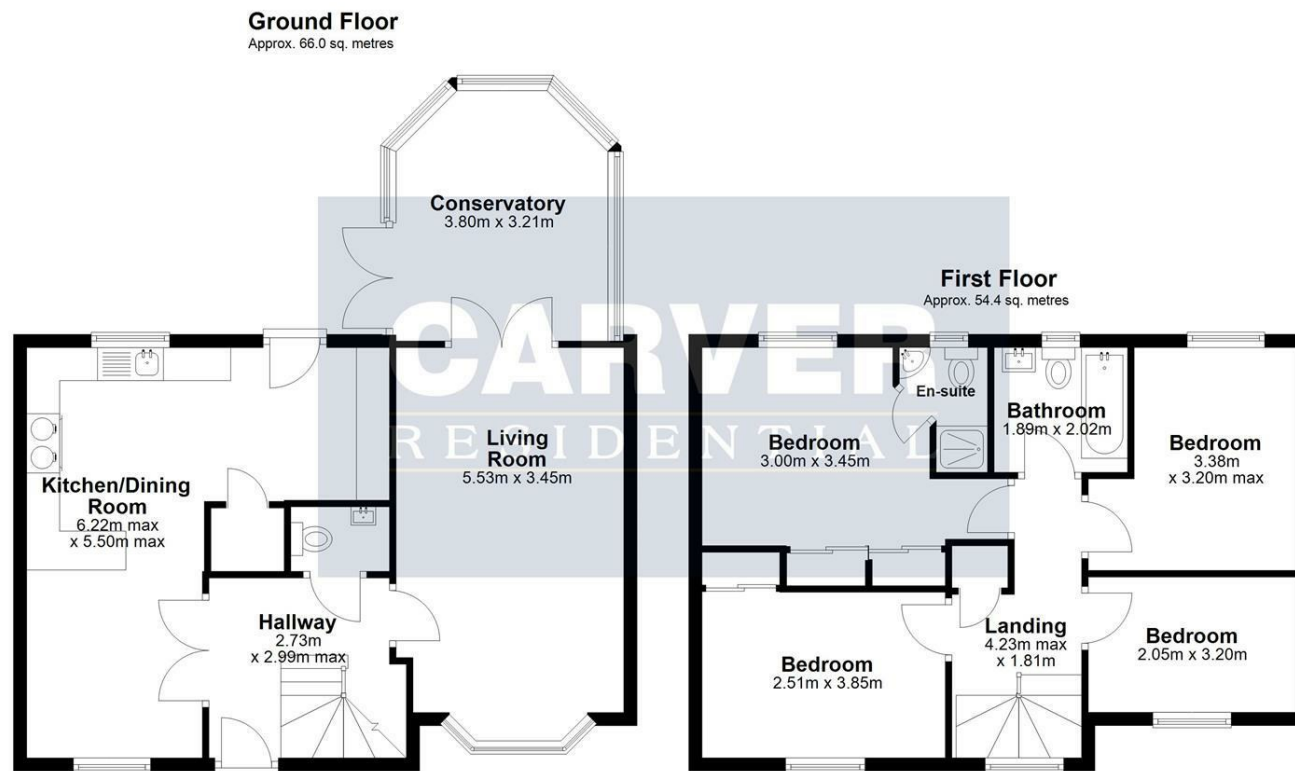 Ground Floor
Approx. 66.0 sq. metres
Conservatory
3.80m x 3.21m
Kitchen/Dining
Room
6.22m max
x 5.50m max
Living
Room
5.53m x 3.45m
Hallway
2.73m
x 2.99m max
First Floor
Approx. 54.4 sq. metres
En-suite
Bathroom
1.89m x 2.02m
Bedroom
3.00m x 3.45m
Bedroom
3.38m
x 3.20m max
Landing
4.23m max
x 1.81m
Bedroom
2.51m x 3.85m
Bedroom
2.05m x 3.20m
CARVER
RESIDENTIAL